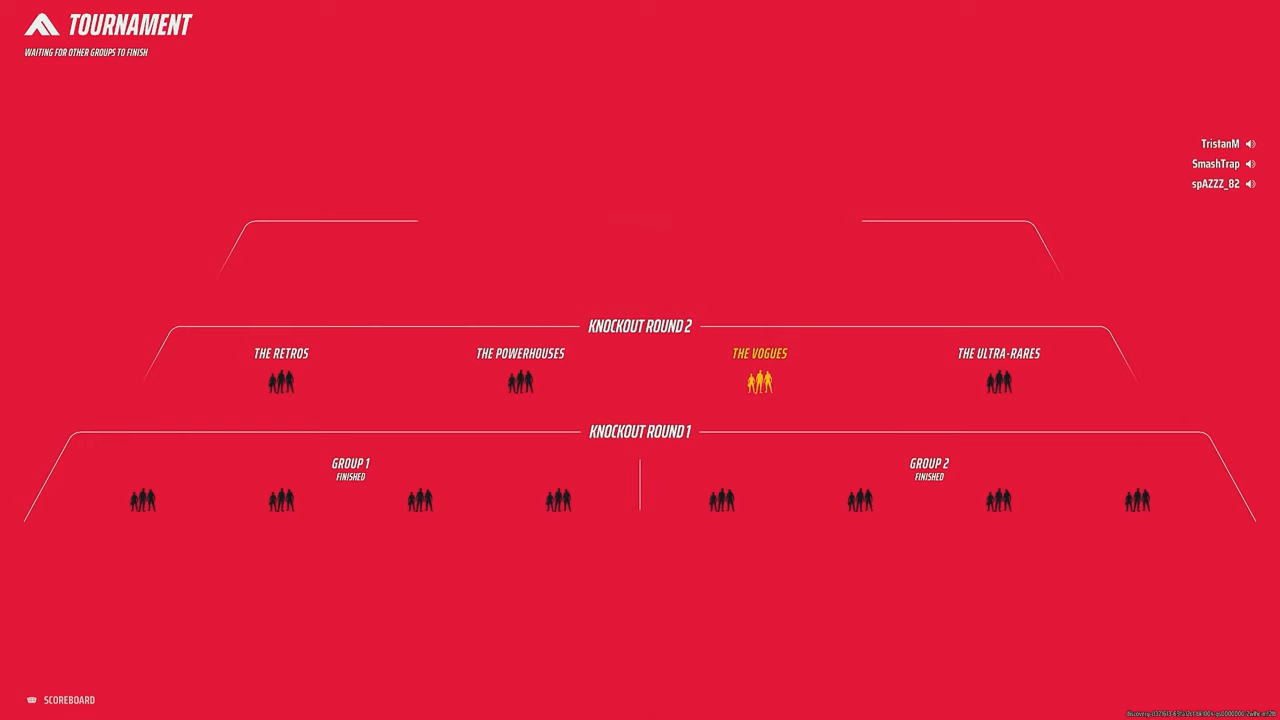 TOURNAMENT
WAITING FOR OTHER GROUPS TO FINISH
TristanM
SmashTrap
spAZZZ_82
KNOCKOUT ROUND 2
THE RETROS
THE POWERHOUSES
THE VOGUES
THE ULTRA-RARES
KNOCKOUT ROUND 1
GROUP 1
FINISHED
GROUP 2
FINISHED
SCOREBOARD